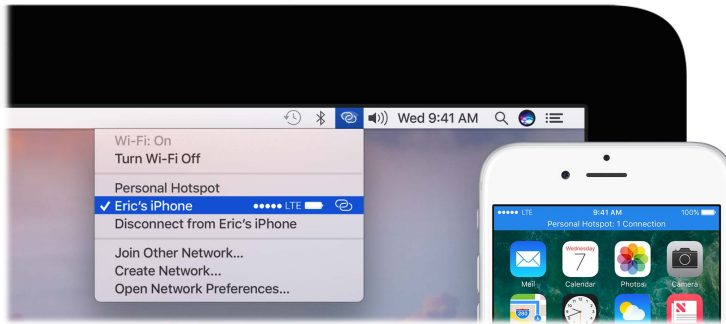 Wed 9:41 AM
Wi-Fi: On
Turn Wi-Fi Off
Personal Hotspot
✓ Eric's iPhone ●●●●● LTE
Disconnect from Eric's iPhone
Join Other Network...
Create Network...
Open Network Preferences...
●●●●● LTE 9:41 AM 100%
Personal Hotspot: 1 Connection
Wednesday
7
Mail Calendar Photos Camera
280